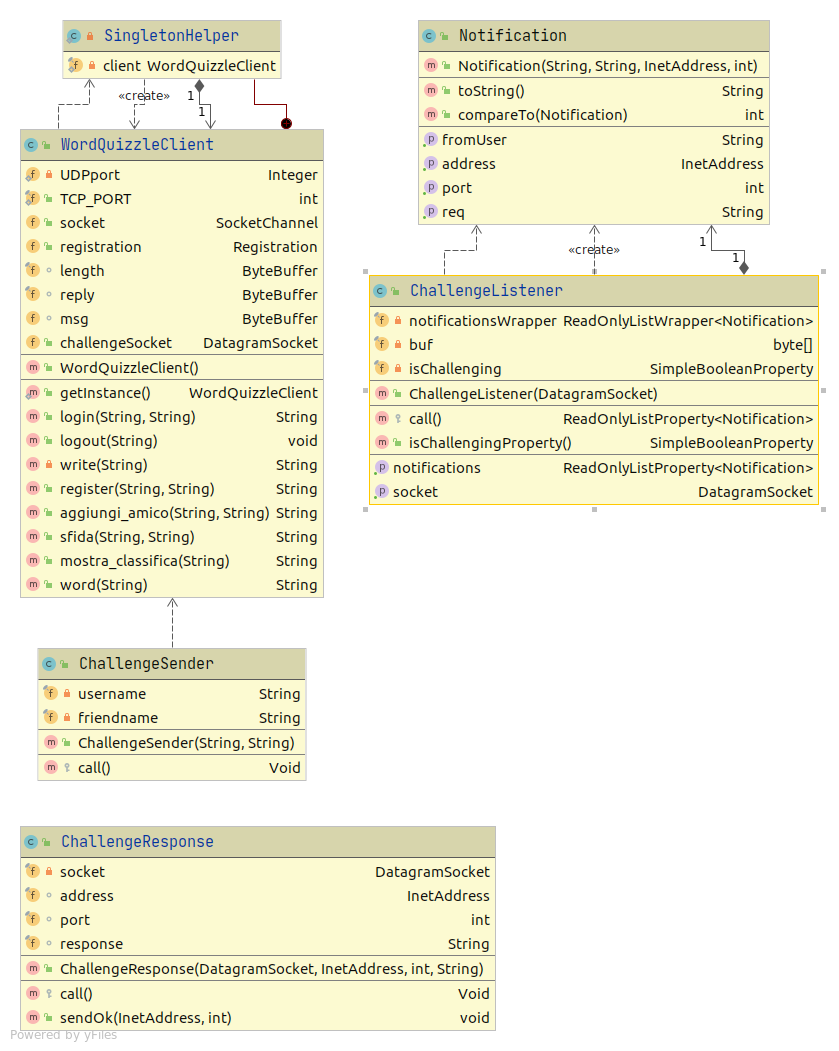 SingletonHelper
client WordQuizzleClient
«create»
1
1
WordQuizzleClient
UDPport Integer
TCP_PORT int
socket SocketChannel
registration Registration
length ByteBuffer
reply ByteBuffer
msg ByteBuffer
challengeSocket DatagramSocket
WordQuizzleClient()
getInstance() WordQuizzleClient
login(String, String) String
logout(String) void
write(String) String
register(String, String) String
aggiungi_amico(String, String) String
sfida(String, String) String
mostra_classifica(String) String
word(String) String
Notification
Notification(String, String, InetAddress, int)
toString() String
compareTo(Notification) int
fromUser String
address InetAddress
port int
req String
«create»
1
1
ChallengeListener
notificationsWrapper ReadOnlyListWrapper<Notification>
buf byte[]
isChallenging SimpleBooleanProperty
ChallengeListener(DatagramSocket)
call() ReadOnlyListProperty<Notification>
isChallengingProperty() SimpleBooleanProperty
notifications ReadOnlyListProperty<Notification>
socket DatagramSocket
ChallengeSender
username String
friendname String
ChallengeSender(String, String)
call() Void
ChallengeResponse
socket DatagramSocket
address InetAddress
port int
response String
ChallengeResponse(DatagramSocket, InetAddress, int, String)
call() Void
sendOk(InetAddress, int) void
Powered by yFiles